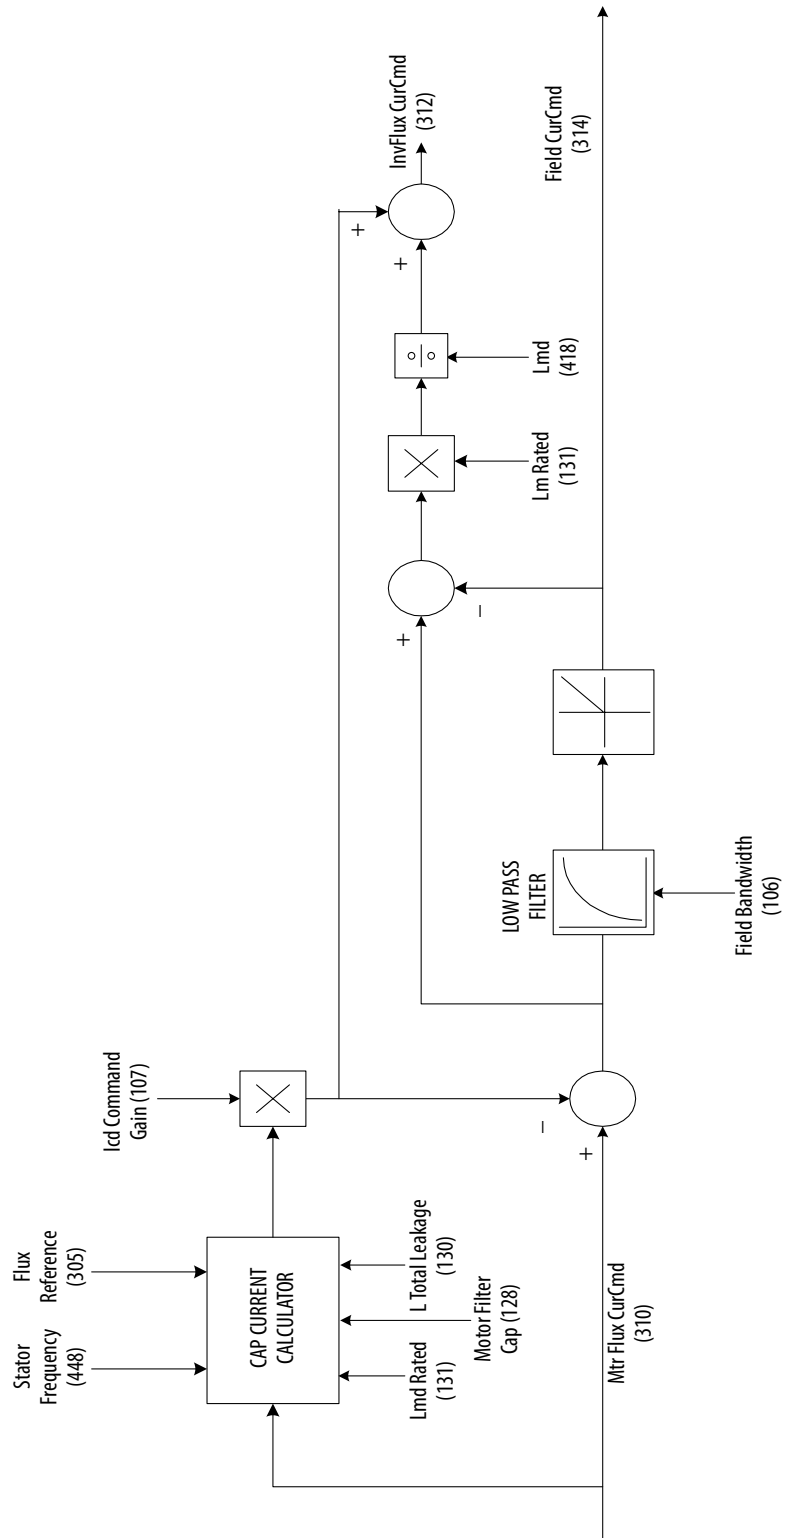 Stator
Frequency
(448)
Flux
Reference
(305)
CAP CURRENT
CALCULATOR
Lmd Rated
(131)
Motor Filter
Cap (128)
L Total Leakage
(130)
Icd Command
Gain (107)
Mtr Flux CurCmd
(310)
+
–
LOW PASS
FILTER
Field Bandwidth
(106)
+
–
Lm Rated
(131)
Lmd
(418)
+
+
InvFlux CurCmd
(312)
Field CurCmd
(314)